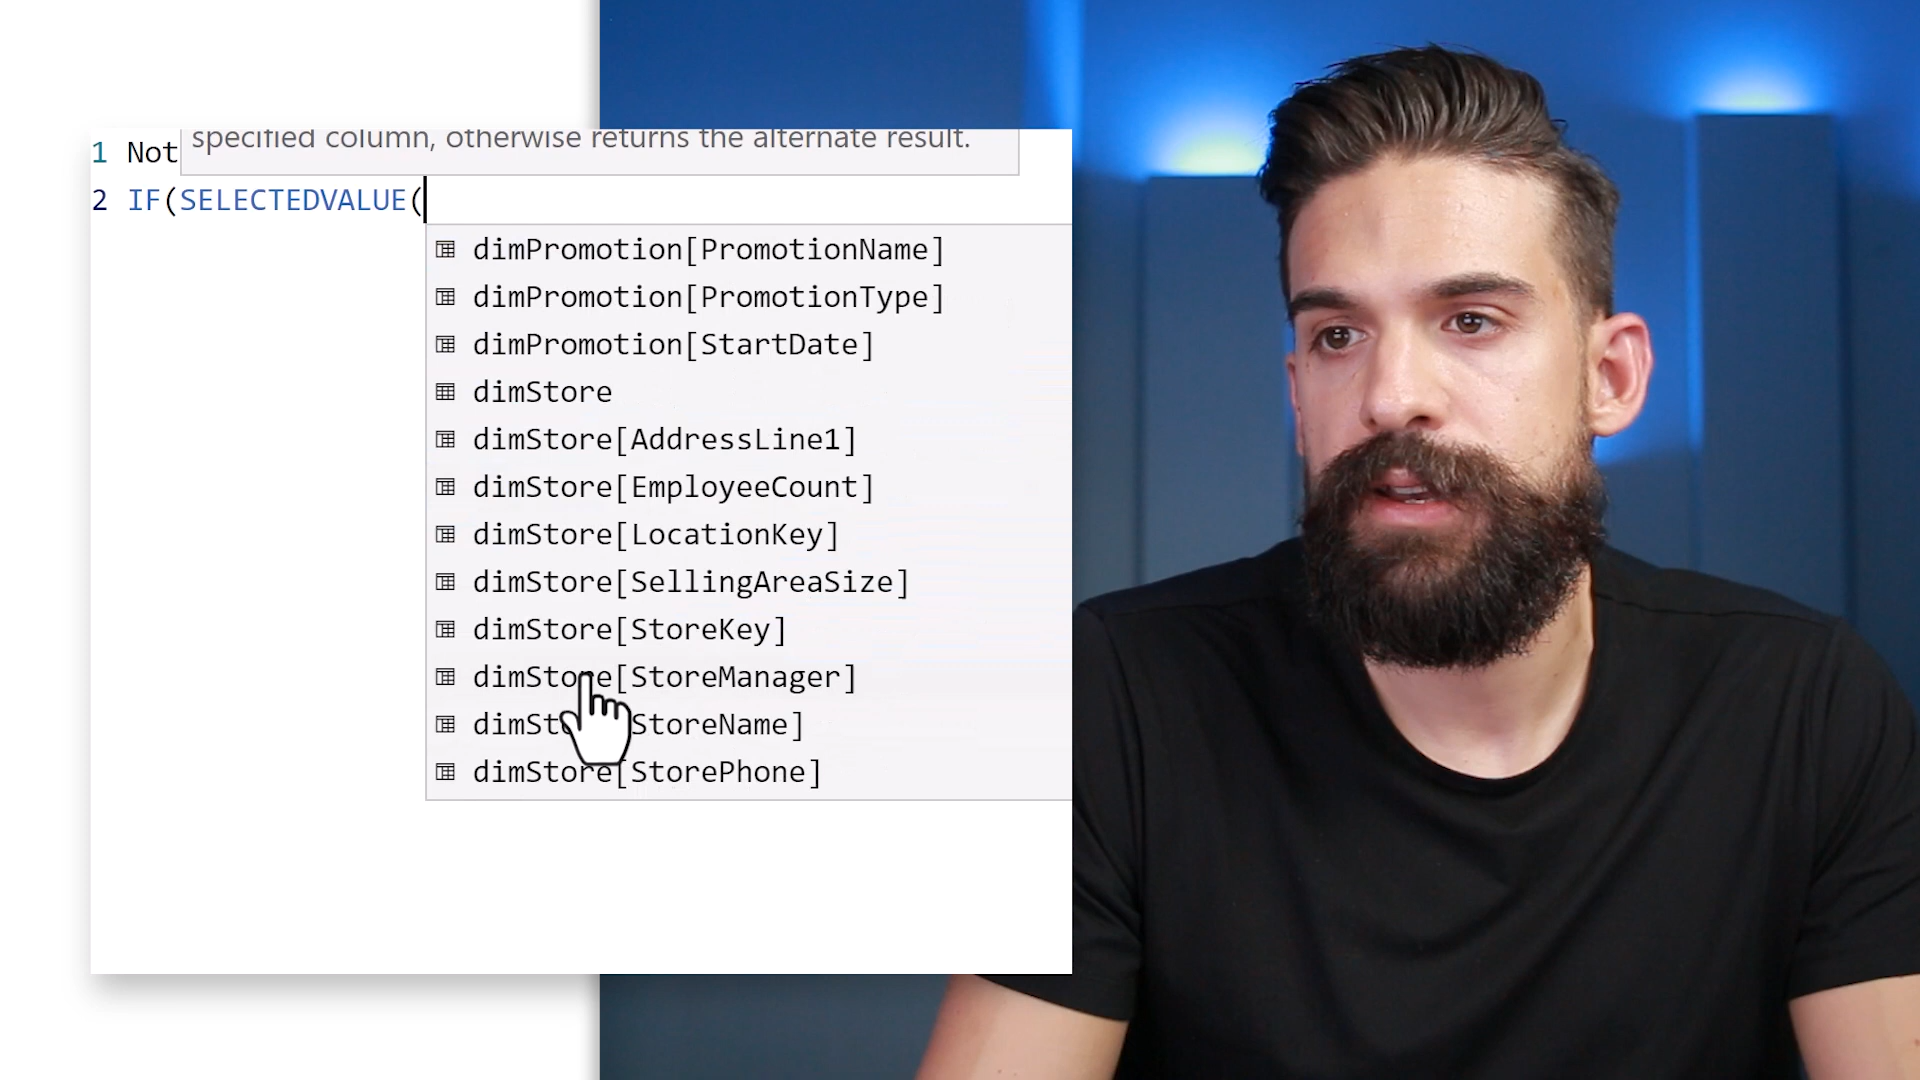 specified column, otherwise returns the alternate result.
1 Not
2 IF(SELECTEDVALUE(
dimPromotion[PromotionName]
dimPromotion[PromotionType]
dimPromotion[StartDate]
dimStore
dimStore[AddressLine1]
dimStore[EmployeeCount]
dimStore[LocationKey]
dimStore[SellingAreaSize]
dimStore[StoreKey]
dimStore[StoreManager]
dimSto StoreName]
dimStore[StorePhone]